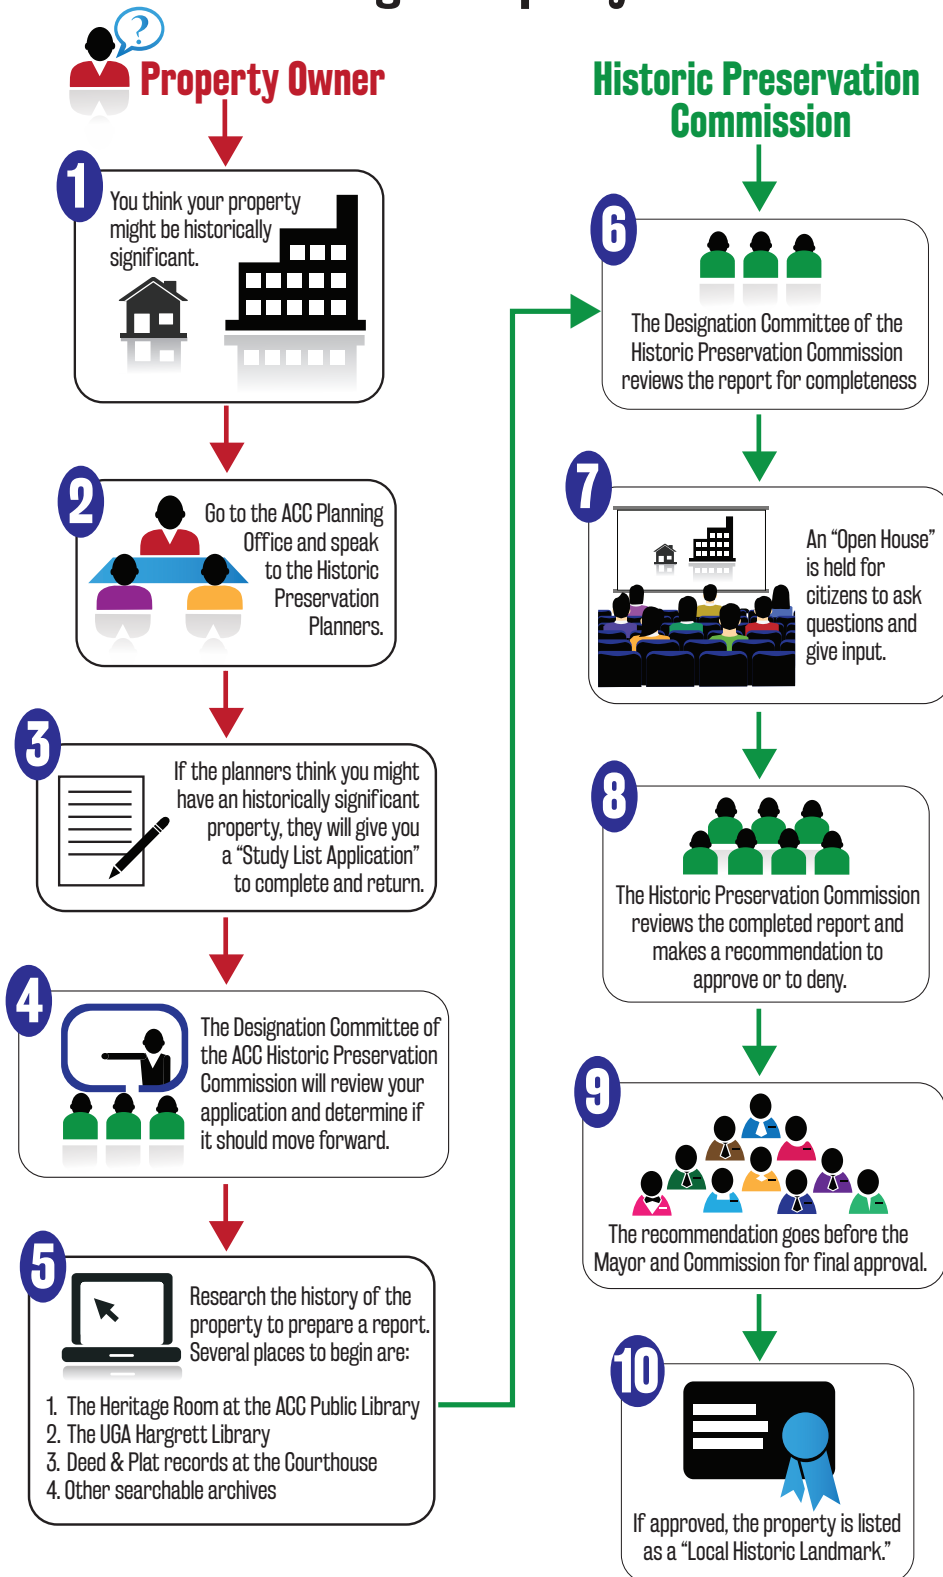 ?
Property Owner
1
You think your property
might be historically
significant.
2
Go to the ACC Planning
Office and speak
to the Historic
Preservation
Planners.
3
If the planners think you might
have an historically significant
property, they will give you
a “Study List Application”
to complete and return.
4
The Designation Committee of
the ACC Historic Preservation
Commission will review your
application and determine if
it should move forward.
5
Research the history of the
property to prepare a report.
Several places to begin are:
1. The Heritage Room at the ACC Public Library
2. The UGA Hargrett Library
3. Deed & Plat records at the Courthouse
4. Other searchable archives
Historic Preservation
Commission
6
The Designation Committee of the
Historic Preservation Commission
reviews the report for completeness
7
An “Open House”
is held for
citizens to ask
questions and
give input.
8
The Historic Preservation Commission
reviews the completed report and
makes a recommendation to
approve or to deny.
9
The recommendation goes before the
Mayor and Commission for final approval.
10
If approved, the property is listed
as a “Local Historic Landmark.”